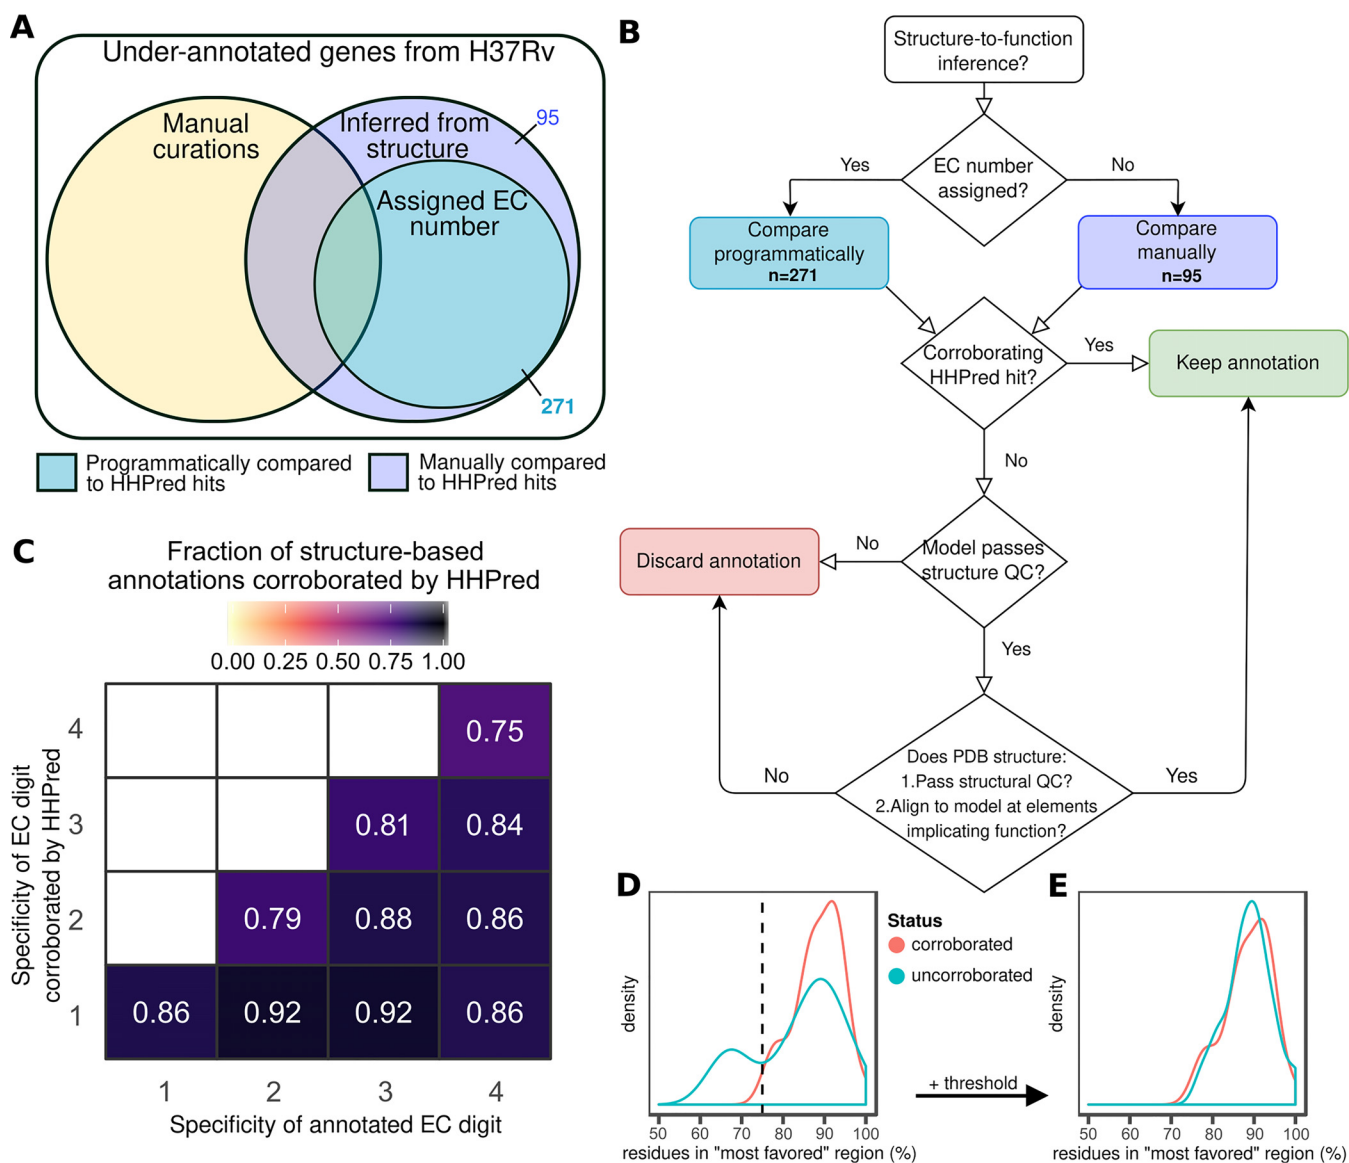 A
Under-annotated genes from H37Rv
Manual
curations
Inferred from
structure
95
Assigned EC
number
271
Programmatically compared
to HHPred hits
Manually compared
to HHPred hits
B
Structure-to-function
inference?
EC number
assigned?
Yes
No
Compare
programmatically
n=271
Compare
manually
n=95
Corroborating
HHPred hit?
Yes
Keep annotation
No
Model passes
structure QC?
No
Discard annotation
Yes
Does PDB structure:
1.Pass structural QC?
2.Align to model at elements
implicating function?
No
Yes
C
Fraction of structure-based
annotations corroborated by HHPred
0.00 0.25 0.50 0.75 1.00
Specificity of EC digit
corroborated by HHPred
4
0.75
3
0.81 0.84
2
0.79 0.88 0.86
1
0.86 0.92 0.92 0.86
1 2 3 4
Specificity of annotated EC digit
D
density
50 60 70 80 90 100
residues in "most favored" region (%)
Status
corroborated
uncorroborated
+ threshold
E
density
50 60 70 80 90 100
residues in "most favored" region (%)